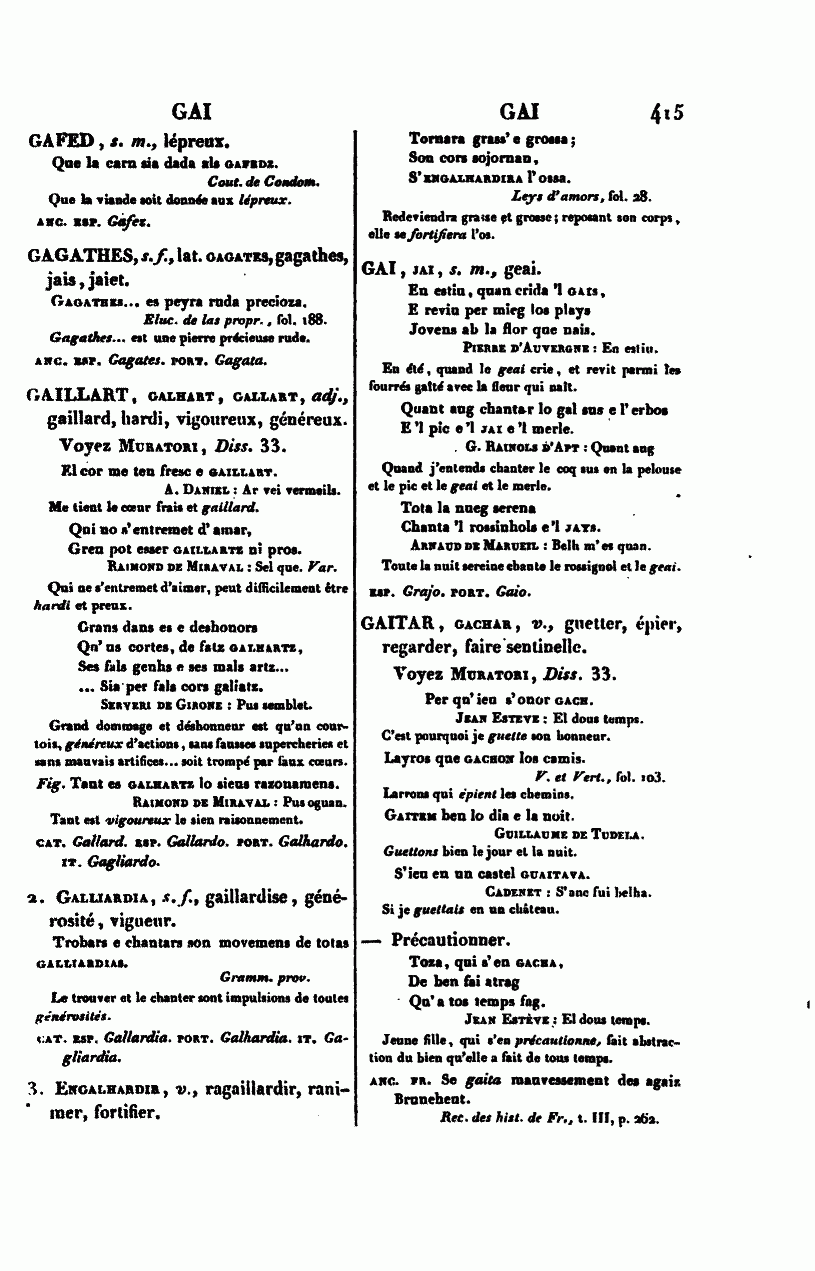 GAI
GAFED, s. m., lépreux.
Que la carn sia dada als GAFEDZ.
Cout. de Condom.
Que la viande soit donnée aux lépreux.
ANC. ESP. Gafez.
GAGATHES, s. f., lat. GAGATES, gagathes,
jais, jaiet.
GAGATHES... es peyra ruda precioza.
Eluc. de las propr., fol. 188.
Gagathes... est une pierre précieuse rude.
ANC. ESP. Gagates. PORT. Gagata.
GAILLART, GALHART, GALLART, adj.,
gaillard, hardi, vigoureux, généreux.
Voyez MURATORI, Diss. 33.
El cor me ten fresc e GAILLART.
A. DANIEL : Ar vei vermeils.
Me tient le cœur frais et gaillard.
Qui no s'entremet d'amar,
Greu pot esser GAILLARTZ ni pros.
RAIMOND DE MIRAVAL : Sel que. Var.
Qui ne s'entremet d'aimer, peut difficilement être
hardi et preux.
Grans dans es e deshonors
Qu'us cortes, de fatz GALHARTZ,
Ses fals genhs e ses mals artz...
... Sia per fals cors galiatz.
SERVERI DE GIRONE : Pus semblet.
Grand dommage et déshonneur est qu'un cour-
tois, généreux d'actions, sans fausses supercheries et
sans mauvais artifices... soit trompé par faux cœurs.
Fig. Tant es GALHARTZ lo sieus razonamens.
RAIMOND DE MIRAVAL : Pus oguan.
Tant est vigoureux le sien raisonnement.
CAT. Gallard. ESP. Gallardo. PORT. Galhardo.
IT. Gagliardo.
2. GALLIARDIA, s. f., gaillardise, géné-
rosité, vigueur.
Trobars e chantars son movemens de totas
GALLIARDIAS.
Gramm. prov.
Le trouver et le chanter sont impulsions de toutes
générosités.
CAT. ESP. Gallardia. PORT. Galhardia. IT. Ga-
gliardia.
3. ENGALHARDIR, v., ragaillardir, rani-
mer, fortifier.
GAI 415
Tornara grass' e grossa;
Son cors sojornan,
S'ENGALHARDIRA l'ossa.
Leys d'amors, fol. 28.
Redeviendra grasse et grosse; reposant son corps,
elle se fortifiera l'os.
GAI, JAI, s. m., geai.
En estiu, quan crida 'l GAIS,
E reviu per mieg los plays
Jovens ab la flor que nais.
PIERRE D'AUVERGNE : En estiu.
En été, quand le geai crie, et revit parmi les
fourrés gaîté avec la fleur qui naît.
Quant aug chantar lo gal sus e l'erbos
E 'l pic e 'l JAI e 'l merle.
G. RAINOLS D'APT : Quant aug
Quand j'entends chanter le coq sus en la pelouse
et le pic et le geai et le merle.
Tota la nueg serena
Chanta 'l rossinhols e 'l JAYS.
ARNAUD DE MARUEIL : Belh m'es quan.
Toute la nuit sereine chante le rossignol et le geai.
ESP. Grajo. PORT. Gaio.
GAITAR, GACHAR, v., guetter, épier,
regarder, faire sentinelle.
Voyez MURATORI, Diss. 33.
Per qu'ieu s'onor GACH.
JEAN ESTEVE : El dous temps.
C'est pourquoi je guette son honneur.
Layros que GACHON los camis.
V. et Vert., fol. 103.
Larrons qui épient les chemins.
GAITEM ben lo dia e la noit.
GUILLAUME DE TUDELA.
Guettons bien le jour et la nuit.
S'ieu en un castel GUAITAVA.
CADENET : S'anc fui belha.
Si je guettais en un château.
— Précautionner.
Toza, qui s'en GACHA,
De ben fai atrag
Qu'a tos temps fag.
JEAN ESTÈVE : El dous temps.
Jeune fille, qui s'en précautionne, fait abstrac-
tion du bien qu'elle a fait de tous temps.
ANC. FR. Se gaita mauvessement des agaiz
Brunehent.
Rec. des hist. de Fr., t. III, p. 262.